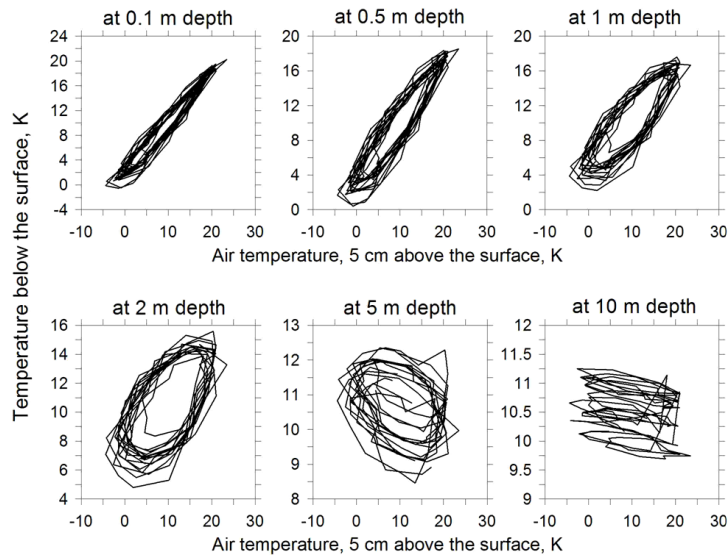 at 0.1 m depth
at 0.5 m depth
at 1 m depth
24
20
16
12
8
4
0
-4
-10 0 10 20 30
20
16
12
8
4
0
-10 0 10 20 30
20
16
12
8
4
0
-10 0 10 20 30
Air temperature, 5 cm above the surface, K
Temperature below the surface, K
at 2 m depth
at 5 m depth
at 10 m depth
16
14
12
10
8
6
4
-10 0 10 20 30
13
12
11
10
9
8
-10 0 10 20 30
12
11.5
11
10.5
10
9.5
9
-10 0 10 20 30
Air temperature, 5 cm above the surface, K